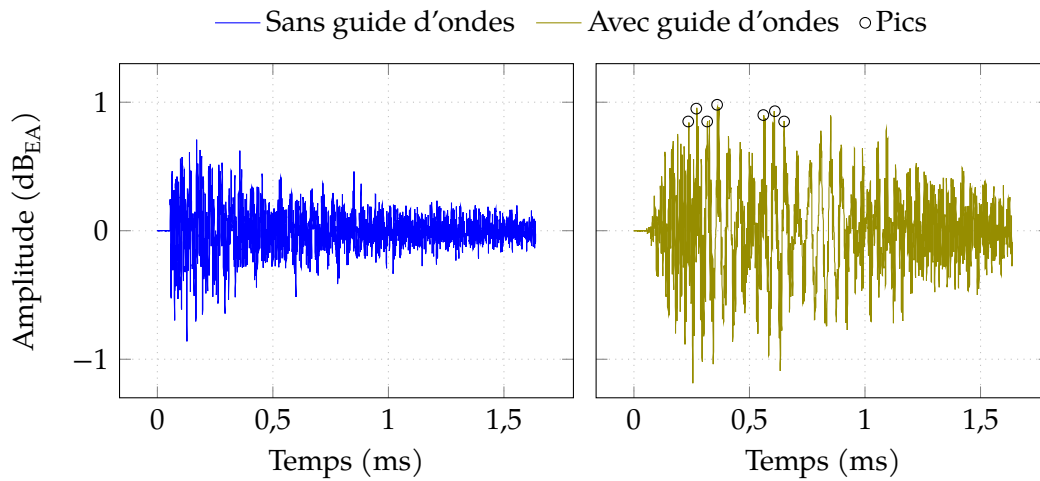 Sans guide d’ondes Avec guide d’ondes Pics
Amplitude (dB_EA)
1
0
−1
0 0,5 1 1,5
0 0,5 1 1,5
Temps (ms) Temps (ms)